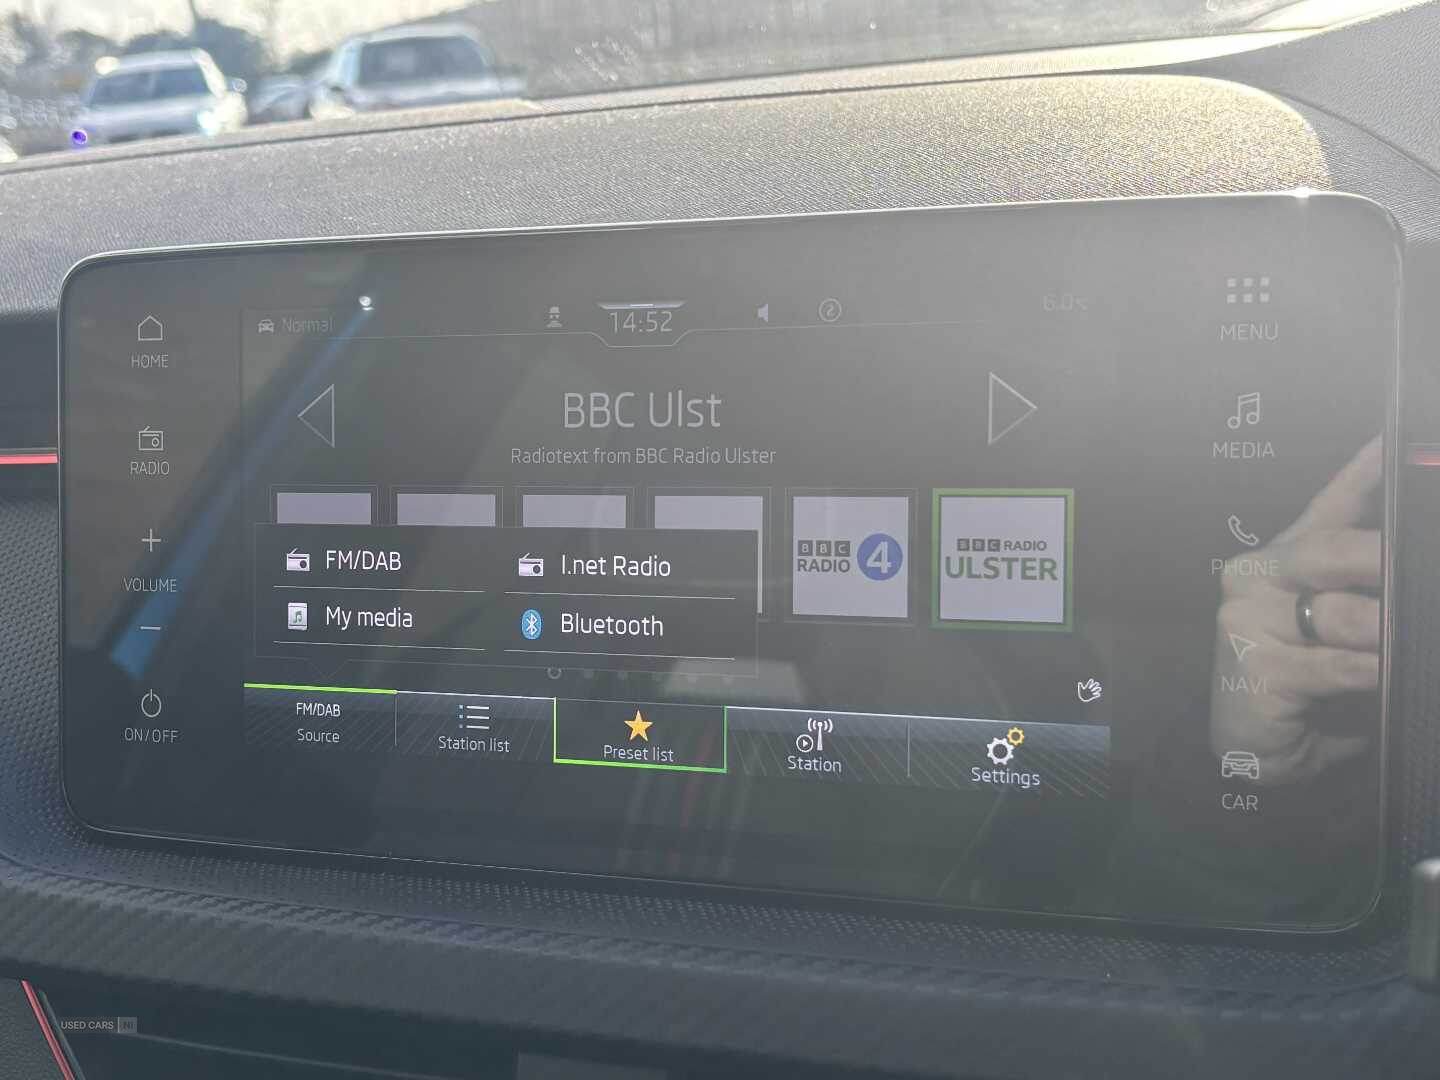 Normal
14:52
2
6.0°C
HOME
RADIO
VOLUME
ON/OFF
MENU
MEDIA
PHONE
NAVI
CAR
BBC Ulst
Radiotext from BBC Radio Ulster
BBC
RADIO 4
BBC RADIO
ULSTER
FM/DAB
I.net Radio
My media
Bluetooth
FM/DAB
Source
Station list
Preset list
Station
Settings
USED CARS NI